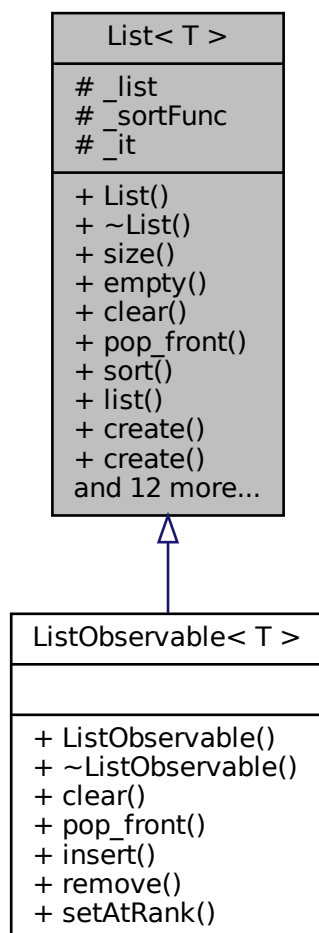 List< T >
# _list
# _sortFunc
# _it
+ List()
+ ~List()
+ size()
+ empty()
+ clear()
+ pop_front()
+ sort()
+ list()
+ create()
+ create()
and 12 more...
ListObservable< T >
+ ListObservable()
+ ~ListObservable()
+ clear()
+ pop_front()
+ insert()
+ remove()
+ setAtRank()